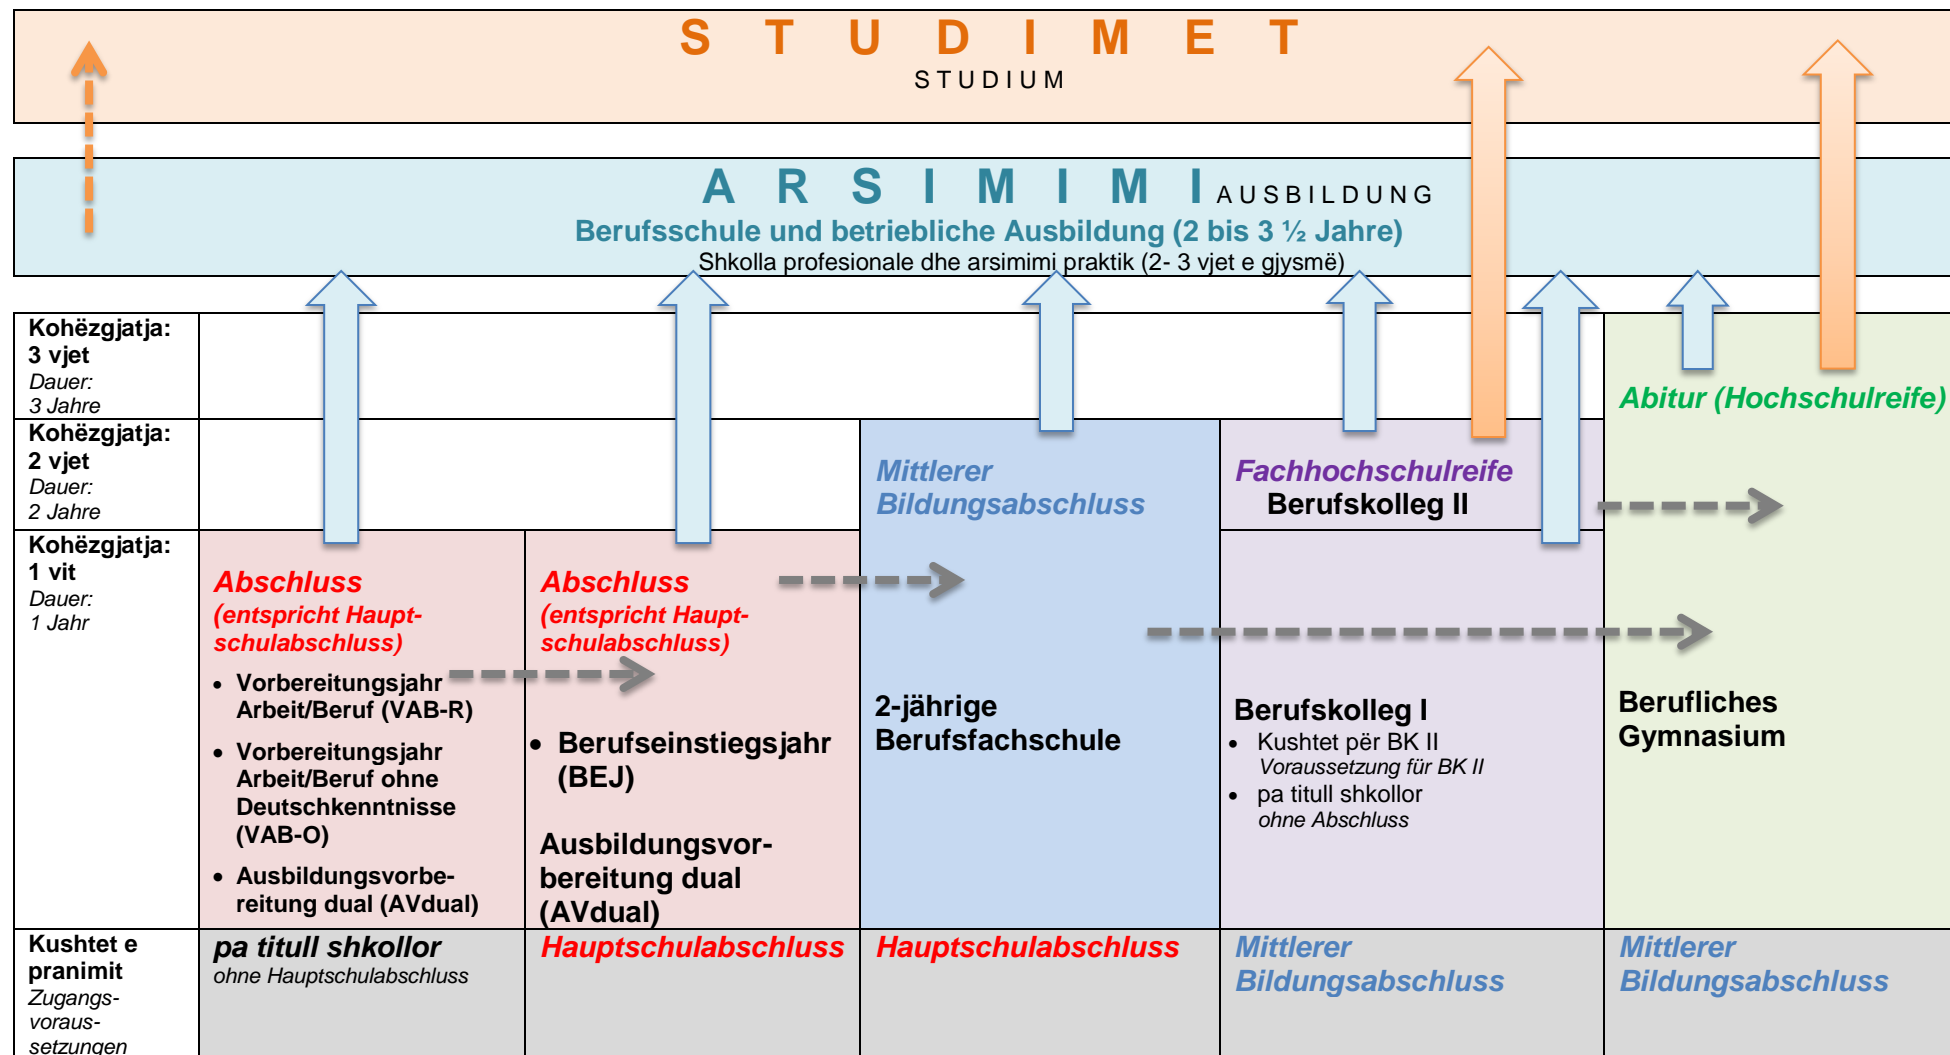 S T U D I M E T
STUDIUM
A R S I M I M I AUSBILDUNG
Berufsschule und betriebliche Ausbildung (2 bis 3 ½ Jahre)
Shkolla profesionale dhe arsimimi praktik (2- 3 vjet e gjysmë)
Kohëzgjatja:
3 vjet
Dauer:
3 Jahre
Abitur (Hochschulreife)
Kohëzgjatja:
2 vjet
Dauer:
2 Jahre
Mittlerer
Bildungsabschluss
Fachhochschulreife
Berufskolleg II
Kohëzgjatja:
1 vit
Dauer:
1 Jahr
Abschluss
(entspricht Haupt-
schulabschluss)
• Vorbereitungsjahr
Arbeit/Beruf (VAB-R)
• Vorbereitungsjahr
Arbeit/Beruf ohne
Deutschkenntnisse
(VAB-O)
• Ausbildungsvorbe-
reitung dual (AVdual)
Abschluss
(entspricht Haupt-
schulabschluss)
• Berufseinstiegsjahr
(BEJ)
Ausbildungsvor-
bereitung dual
(AVdual)
2-jährige
Berufsfachschule
Berufskolleg I
• Kushtet për BK II
Voraussetzung für BK II
• pa titull shkollor
ohne Abschluss
Berufliches
Gymnasium
Kushtet e
pranimit
Zugangs-
voraus-
setzungen
pa titull shkollor
ohne Hauptschulabschluss
Hauptschulabschluss
Hauptschulabschluss
Mittlerer
Bildungsabschluss
Mittlerer
Bildungsabschluss